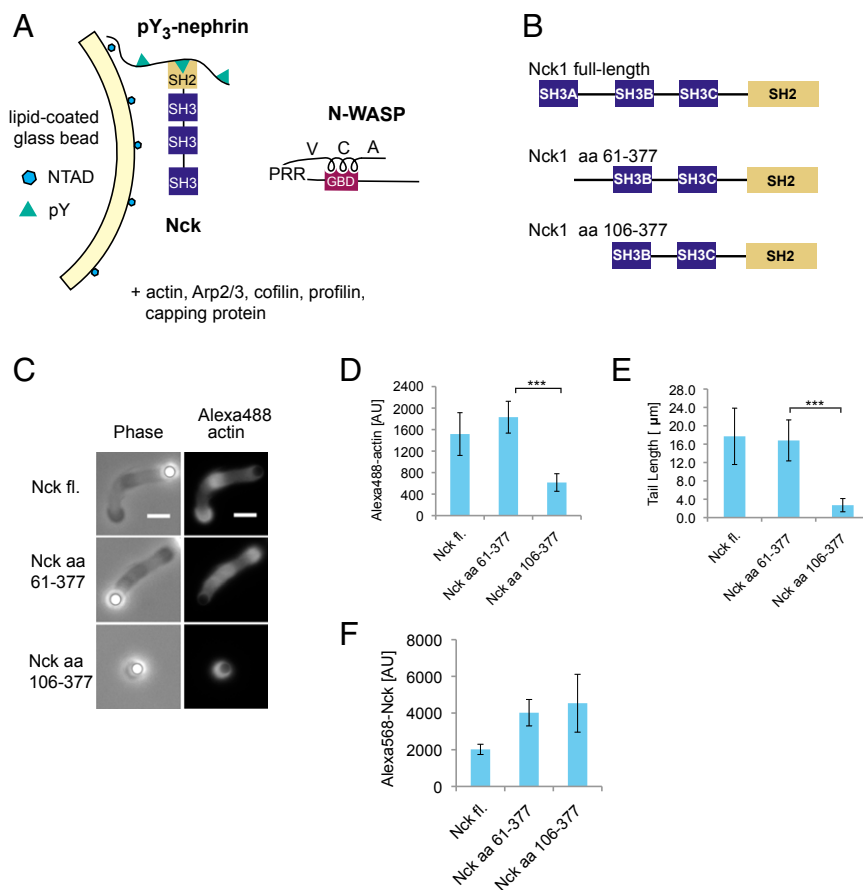 A
pY3-nephrin
SH2
SH3
SH3
SH3
Nck
lipid-coated
glass bead
NTAD
pY
N-WASP
V C A
PRR
GBD
+ actin, Arp2/3, cofilin, profilin,
capping protein
B
Nck1 full-length
SH3A SH3B SH3C SH2
Nck1 aa 61-377
SH3B SH3C SH2
Nck1 aa 106-377
SH3B SH3C SH2
C
Phase
Alexa488
actin
Nck fl.
Nck aa
61-377
Nck aa
106-377
D
Alexa488-actin [AU]
2400
2000
1600
1200
800
400
0
***
Nck fl.
Nck aa 61-377
Nck aa 106-377
E
Tail Length [ µm]
28.0
24.0
20.0
16.0
12.0
8.0
4.0
0.0
***
Nck fl.
Nck aa 61-377
Nck aa 106-377
F
Alexa568-Nck [AU]
8000
6000
4000
2000
0
Nck fl.
Nck aa 61-377
Nck aa 106-377